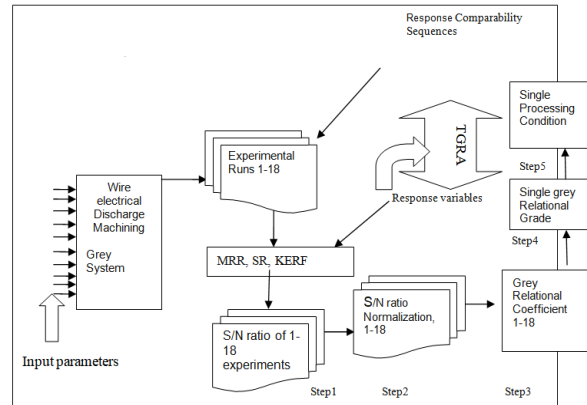 Response Comparability
Sequences
Single
Processing
Condition
Experimental
Runs 1-18
TGRA
Wire
electrical
Discharge
Machining
Grey
System
Step5
Response variables
Single grey
Relational
Grade
Step4
MRR, SR, KERF
S/N ratio
Normalization,
1-18
Grey
Relational
Coefficient
1-18
S/N ratio of 1-
18
experiments
Input parameters
Step1
Step2
Step3